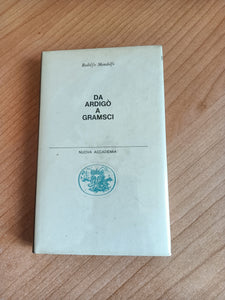 Rodolfo Mondolfo
DA
ARDIGÒ
A
GRAMSCI
NUOVA ACCADEMIA